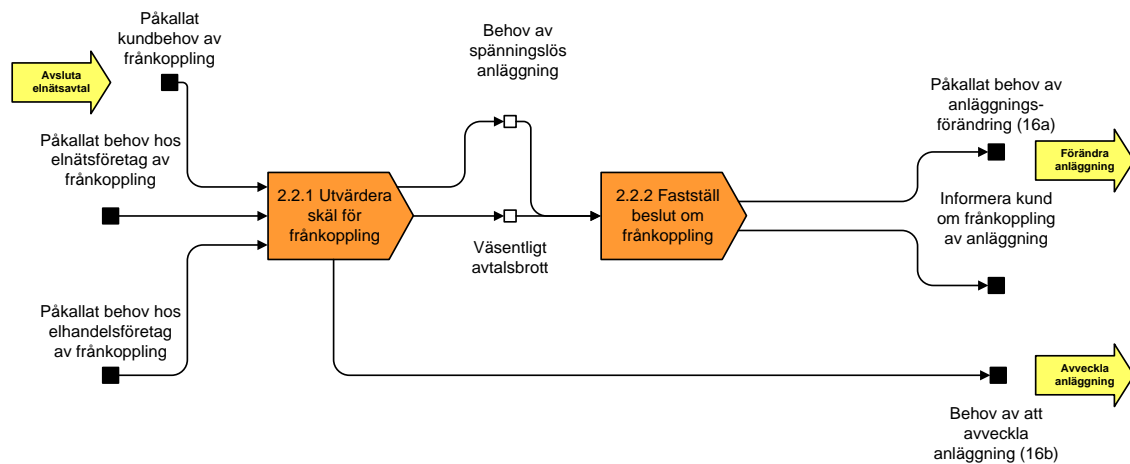 Påkallat
kundbehov av
frånkoppling
Avsluta
elnätsavtal
Behov av
spänningslös
anläggning
Påkallat behov av
anläggnings-
förändring (16a)
Förändra
anläggning
Påkallat behov hos
elnätsföretag av
frånkoppling
2.2.1 Utvärdera
skäl för
frånkoppling
2.2.2 Fastställ
beslut om
frånkoppling
Informera kund
om frånkoppling
av anläggning
Väsentligt
avtalsbrott
Påkallat behov hos
elhandelsföretag
av frånkoppling
Avveckla
anläggning
Behov av att
avveckla
anläggning (16b)